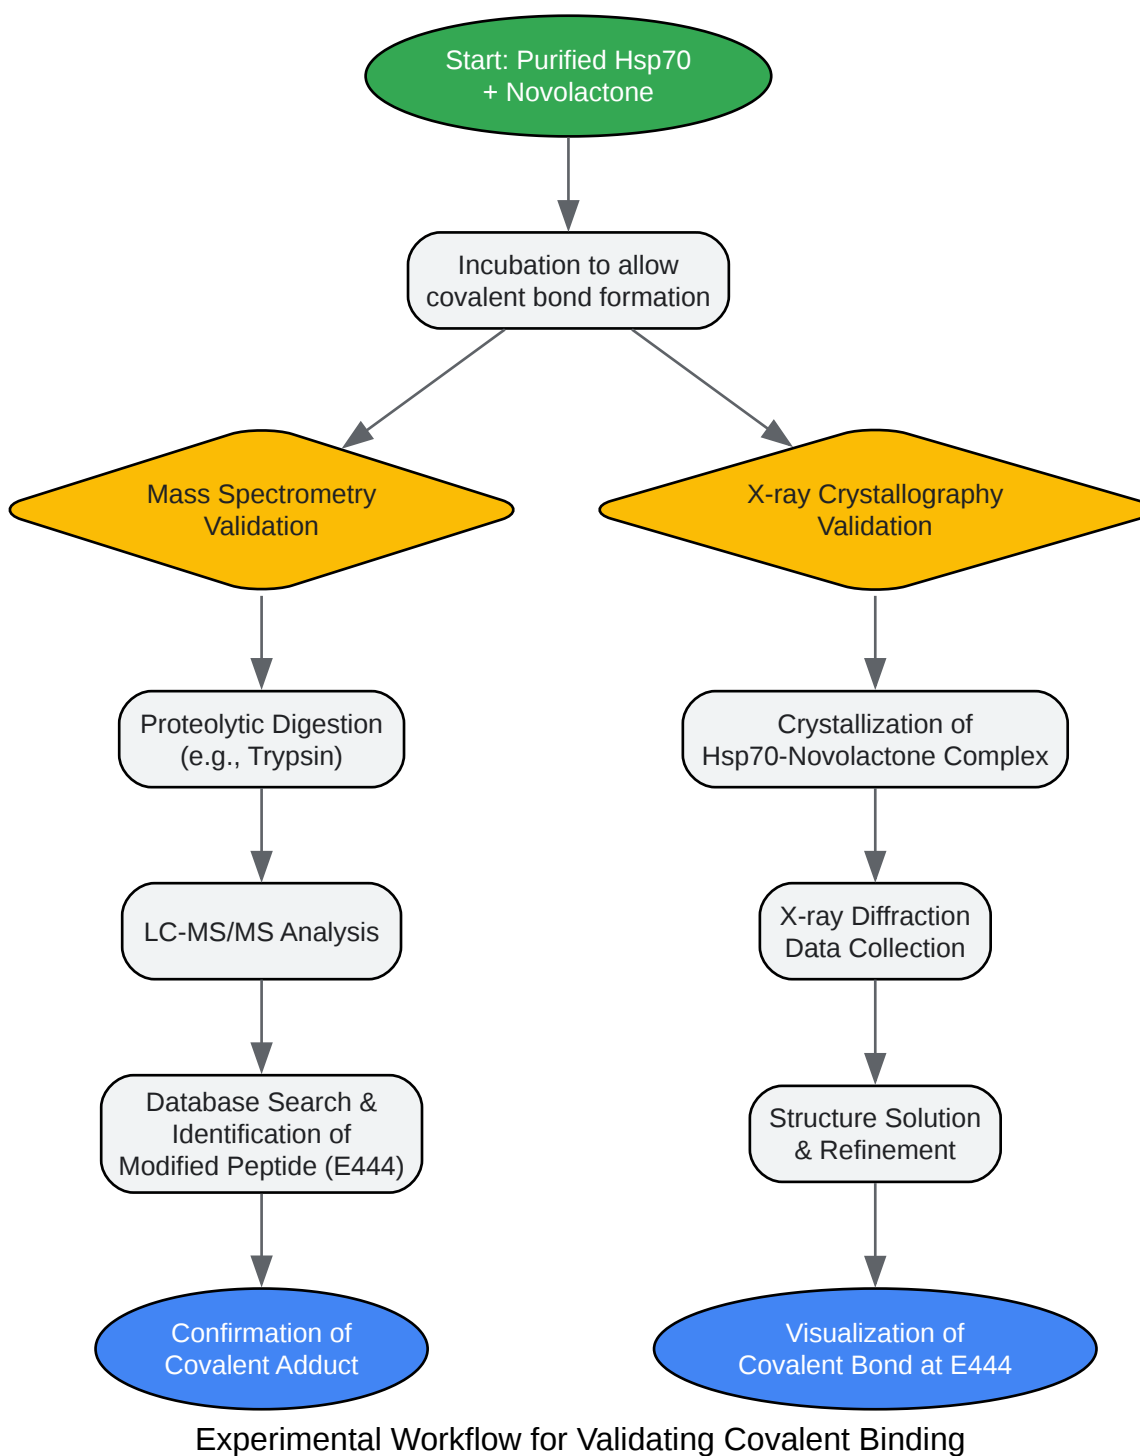 Start: Purified Hsp70
+ Novolactone
Incubation to allow
covalent bond formation
Mass Spectrometry
Validation
X-ray Crystallography
Validation
Proteolytic Digestion
(e.g., Trypsin)
Crystallization of
Hsp70-Novolactone Complex
LC-MS/MS Analysis
X-ray Diffraction
Data Collection
Database Search &
Identification of
Modified Peptide (E444)
Structure Solution
& Refinement
Confirmation of
Covalent Adduct
Visualization of
Covalent Bond at E444
Experimental Workflow for Validating Covalent Binding